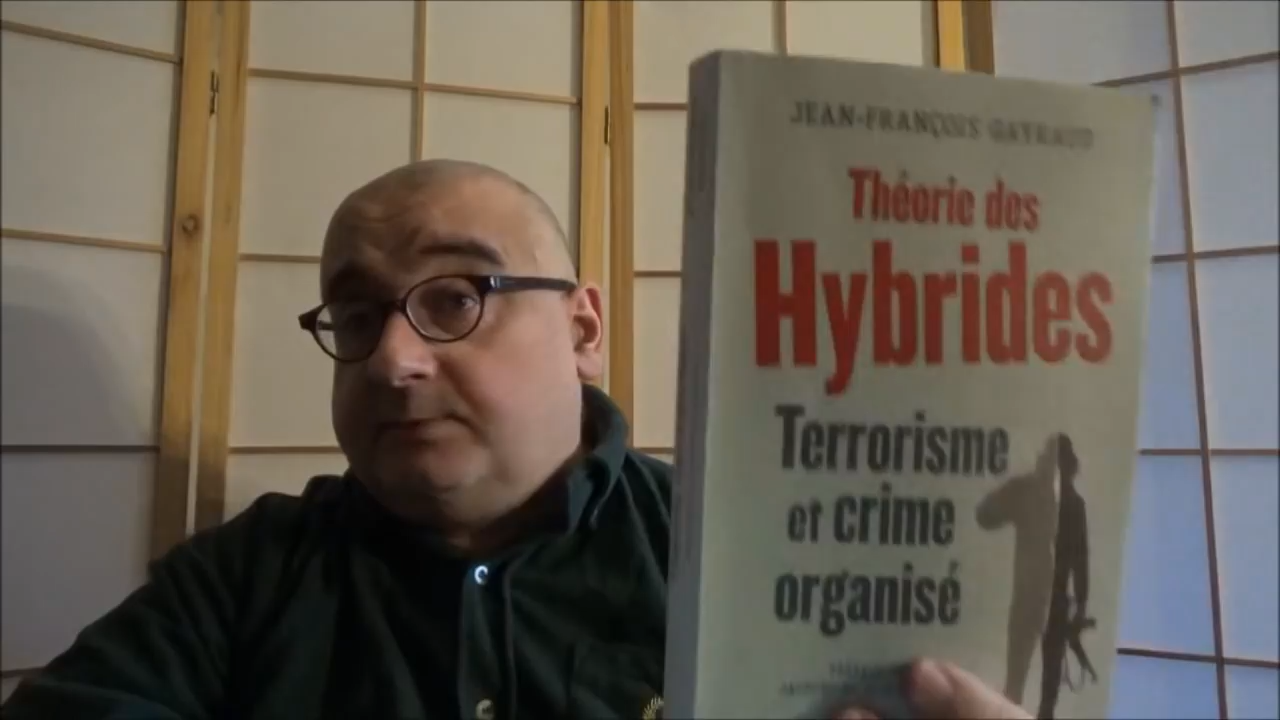 JEAN-FRANÇOIS GAYRAUD
Théorie des
Hybrides
Terrorisme
et crime
organisé